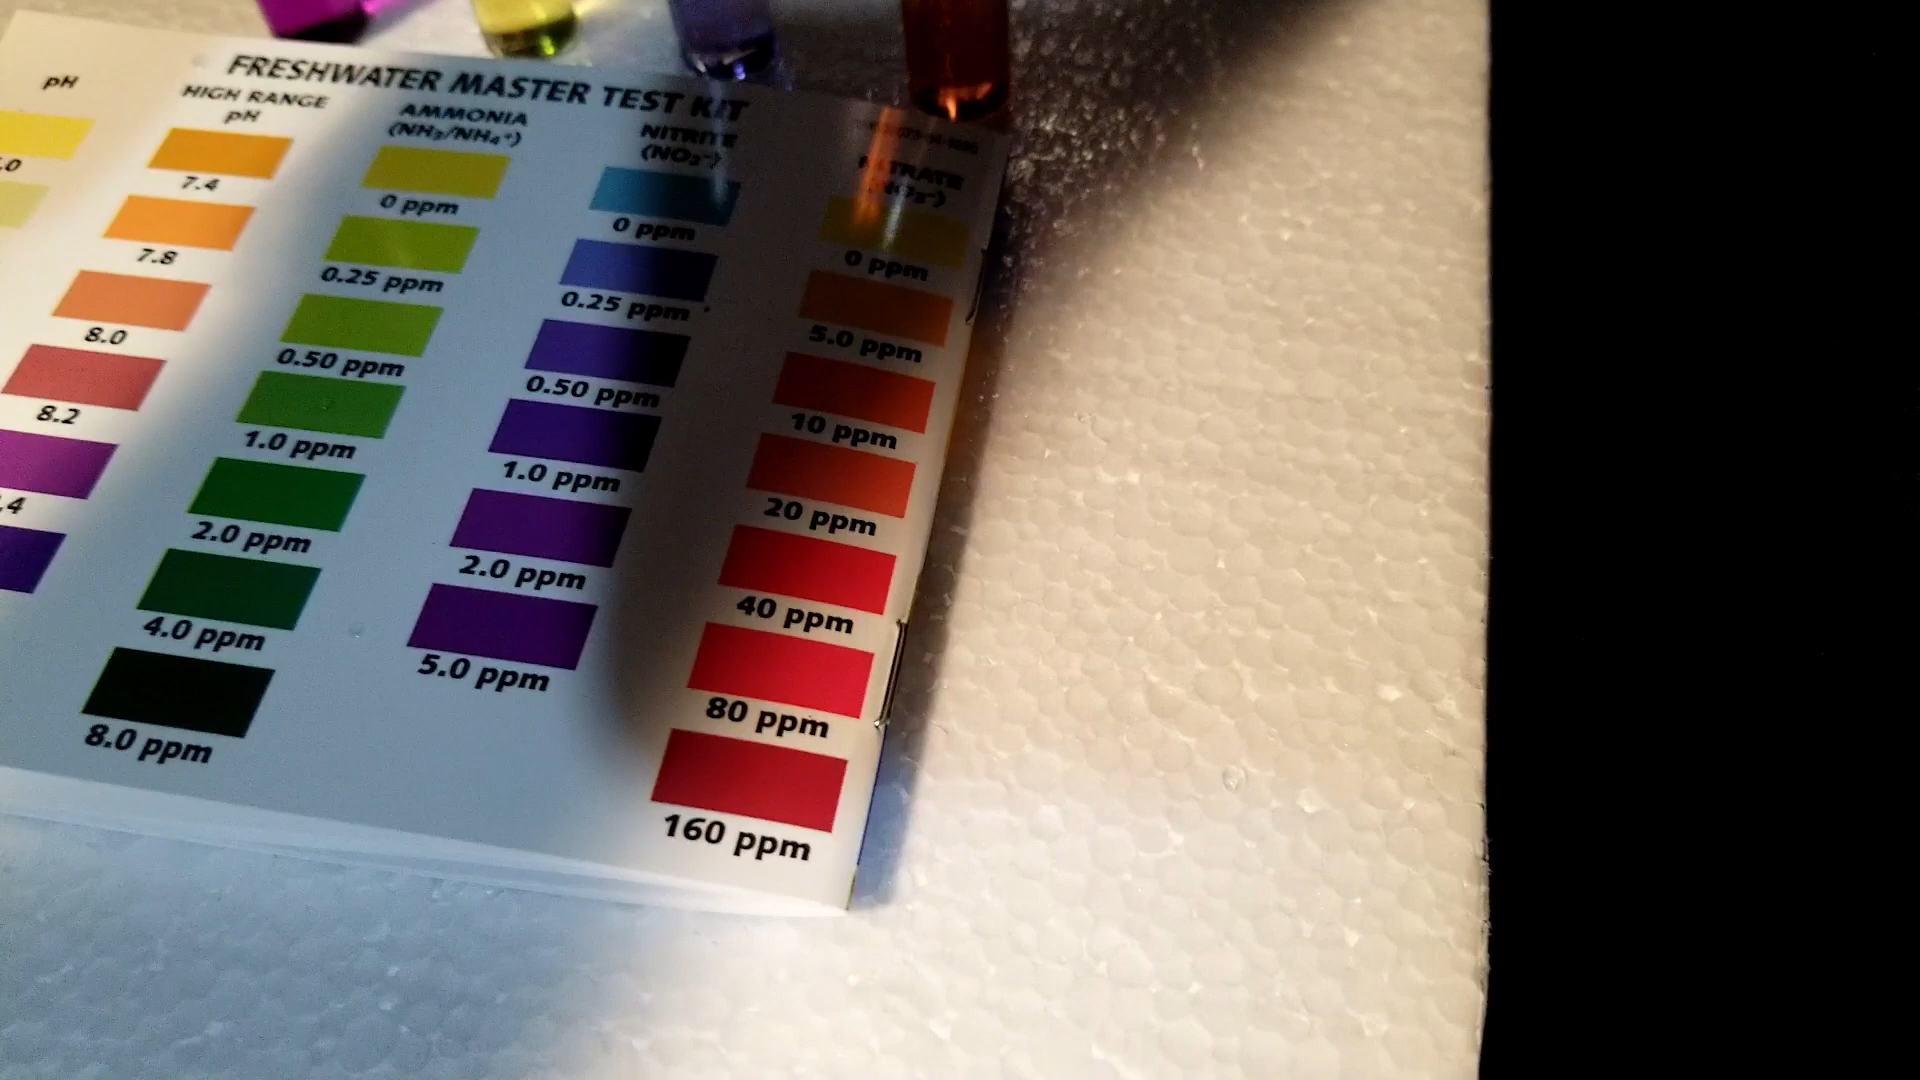 FRESHWATER MASTER TEST KIT
pH
.0
HIGH RANGE
pH
7.4
7.8
8.0
8.2
.4
AMMONIA
(NH₃/NH₄⁺)
0 ppm
0.25 ppm
0.50 ppm
1.0 ppm
2.0 ppm
4.0 ppm
8.0 ppm
NITRITE
(NO₂⁻)
0 ppm
0.25 ppm
0.50 ppm
1.0 ppm
2.0 ppm
5.0 ppm
NITRATE
(NO₃⁻)
0 ppm
5.0 ppm
10 ppm
20 ppm
40 ppm
80 ppm
160 ppm